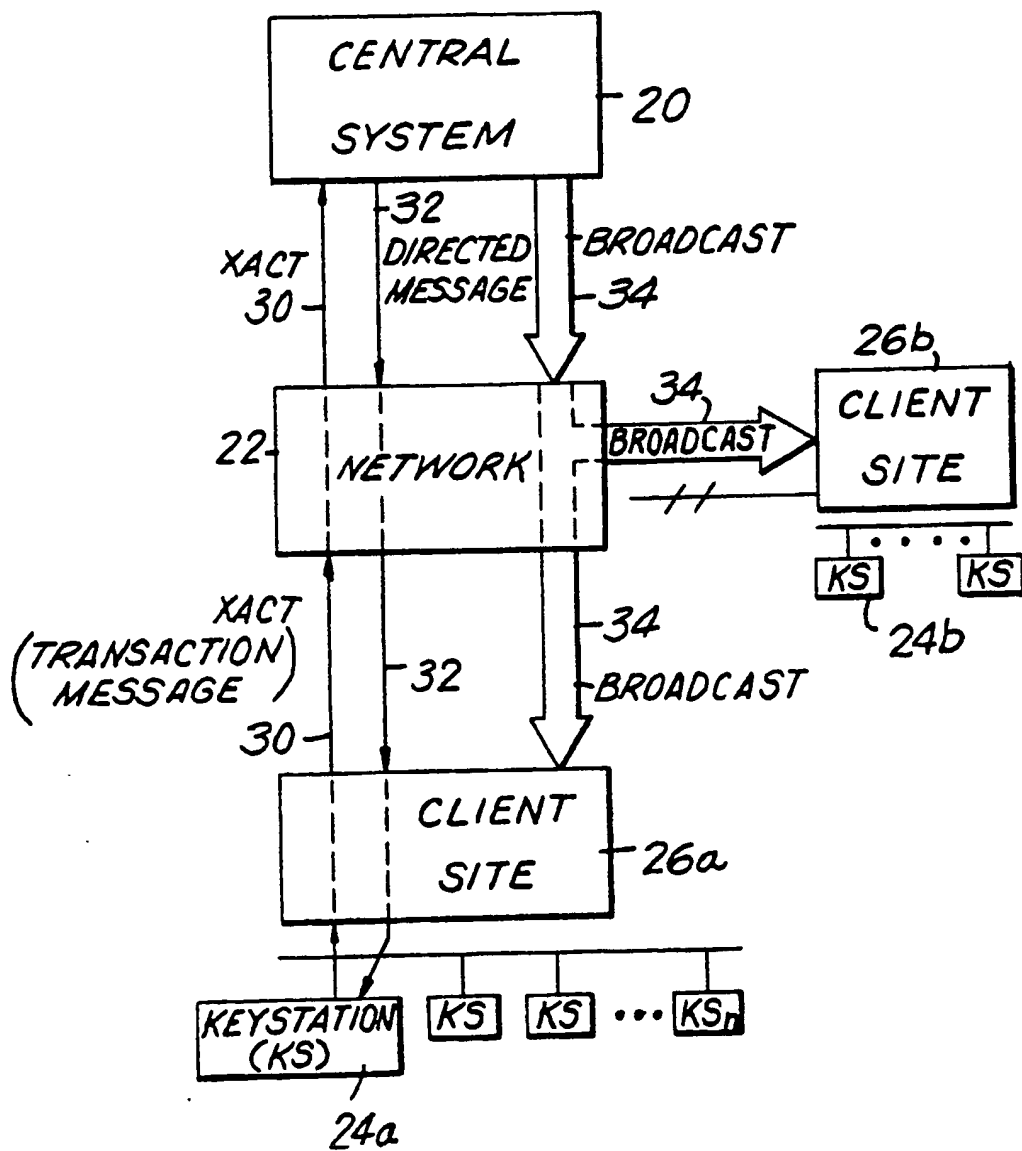 CENTRAL
SYSTEM
20
32
DIRECTED
MESSAGE
XACT
30
BROADCAST
34
26b
CLIENT
SITE
34
BROADCAST
22
NETWORK
KS
KS
24b
XACT
(TRANSACTION
MESSAGE)
30
32
34
BROADCAST
CLIENT
SITE
26a
KEYSTATION
(KS)
KS
KS
KSn
24a